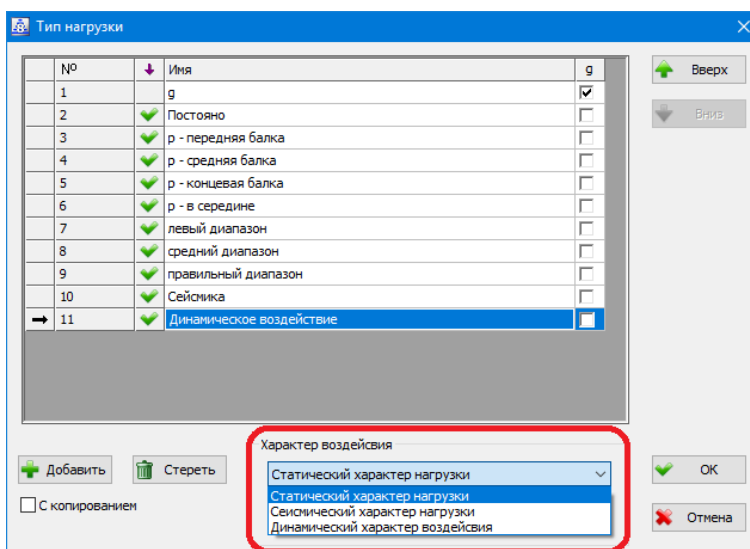 Тип нагрузки
№ Имя g
1 g
2 Постояно
3 р - передняя балка
4 р - средняя балка
5 р - концевая балка
6 р - в середине
7 левый диапазон
8 средний диапазон
9 правильный диапазон
10 Сейсмика
11 Динамическое воздействие
Вверх
Вниз
Добавить
Стереть
С копированием
Характер воздейсвия
Статический характер нагрузки
Статический характер нагрузки
Сеисмический характер нагрузки
Динамический характер воздейсвия
ОК
Отмена